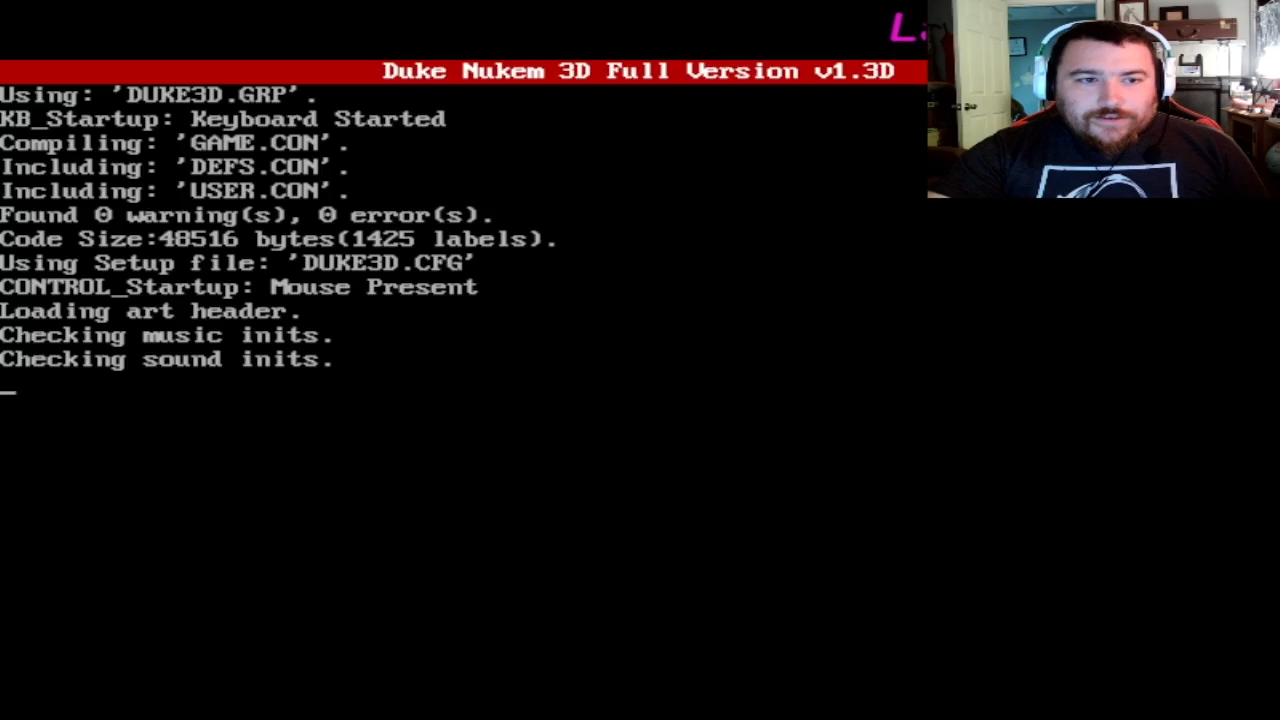 Duke Nukem 3D Full Version v1.3D
Using: 'DUKE3D.GRP'.
KB_Startup: Keyboard Started
Compiling: 'GAME.CON'.
Including: 'DEFS.CON'.
Including: 'USER.CON'.
Found 0 warning(s), 0 error(s).
Code Size:48516 bytes(1425 labels).
Using Setup file: 'DUKE3D.CFG'
CONTROL_Startup: Mouse Present
Loading art header.
Checking music inits.
Checking sound inits.